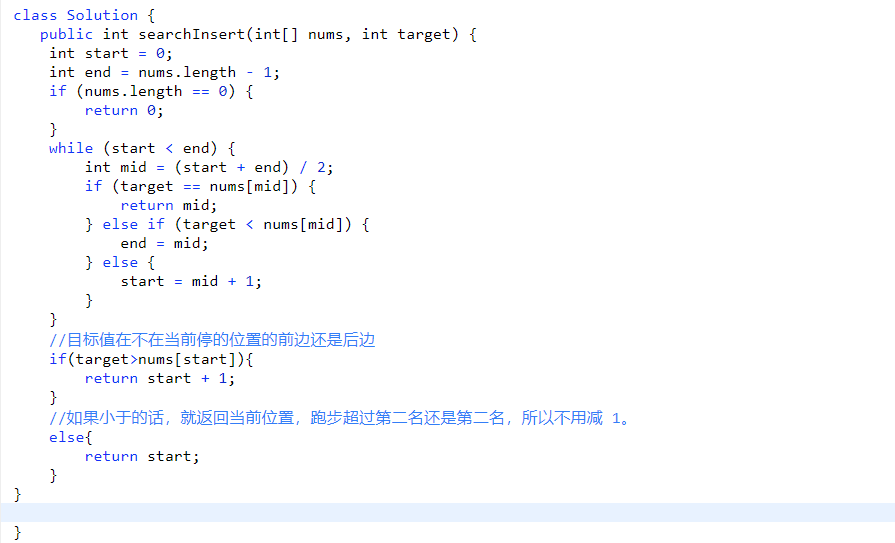 class Solution {
public int searchInsert(int[] nums, int target) {
int start = 0;
int end = nums.length - 1;
if (nums.length == 0) {
return 0;
}
while (start < end) {
int mid = (start + end) / 2;
if (target == nums[mid]) {
return mid;
} else if (target < nums[mid]) {
end = mid;
} else {
start = mid + 1;
}
}
//目标值在不在当前停的位置的前边还是后边
if(target>nums[start]){
return start + 1;
}
//如果小于的话，就返回当前位置，跑步超过第二名还是第二名，所以不用减 1。
else{
return start;
}
}
}